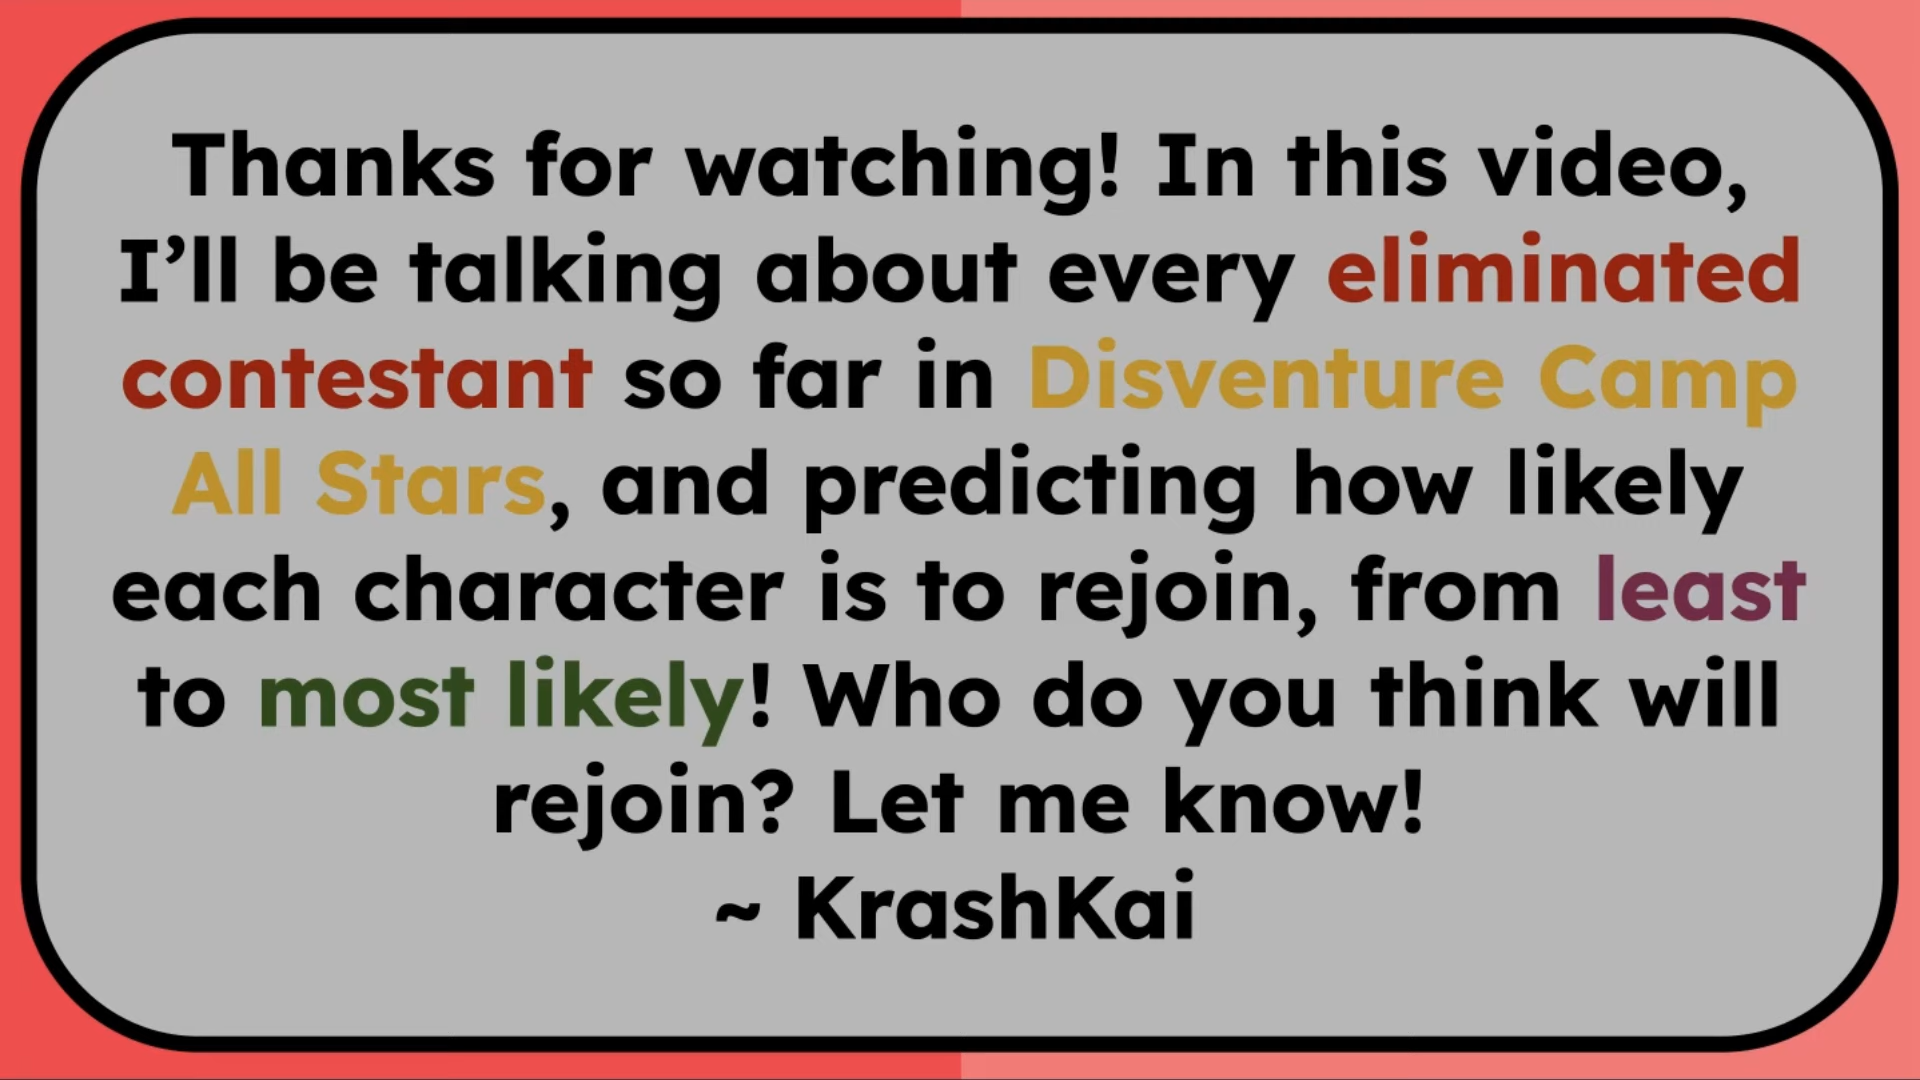 Thanks for watching! In this video,
I’ll be talking about every eliminated
contestant so far in Disventure Camp
All Stars, and predicting how likely
each character is to rejoin, from least
to most likely! Who do you think will
rejoin? Let me know!
~ KrashKai